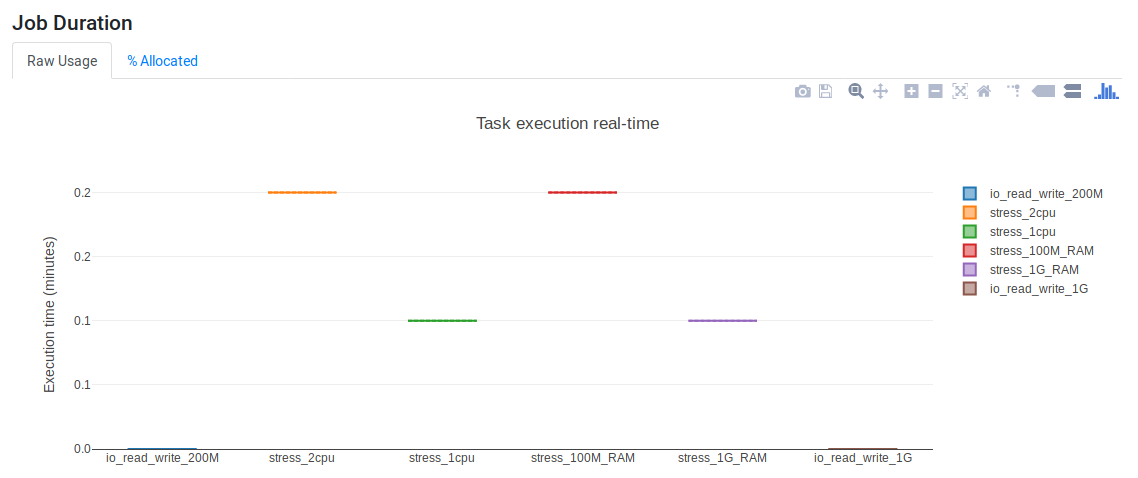 Job Duration
Raw Usage
% Allocated
Task execution real-time
Execution time (minutes)
0.2
0.2
0.1
0.1
0.0
io_read_write_200M
stress_2cpu
stress_1cpu
stress_100M_RAM
stress_1G_RAM
io_read_write_1G
io_read_write_200M
stress_2cpu
stress_1cpu
stress_100M_RAM
stress_1G_RAM
io_read_write_1G